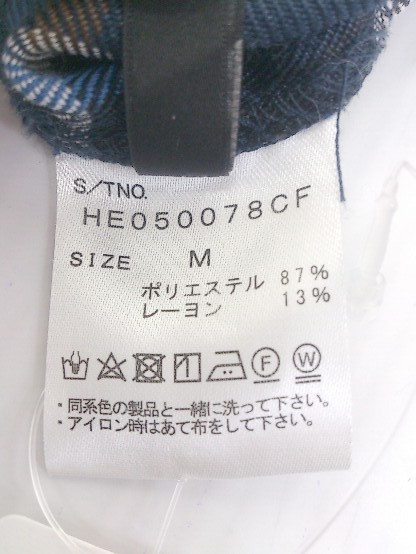 S/TNO.
HE050078CF
SIZE M
ポリエステル 87%
レーヨン 13%
F W
・同系色の製品と一緒に洗って下さい。
・アイロン時はあて布をして下さい。